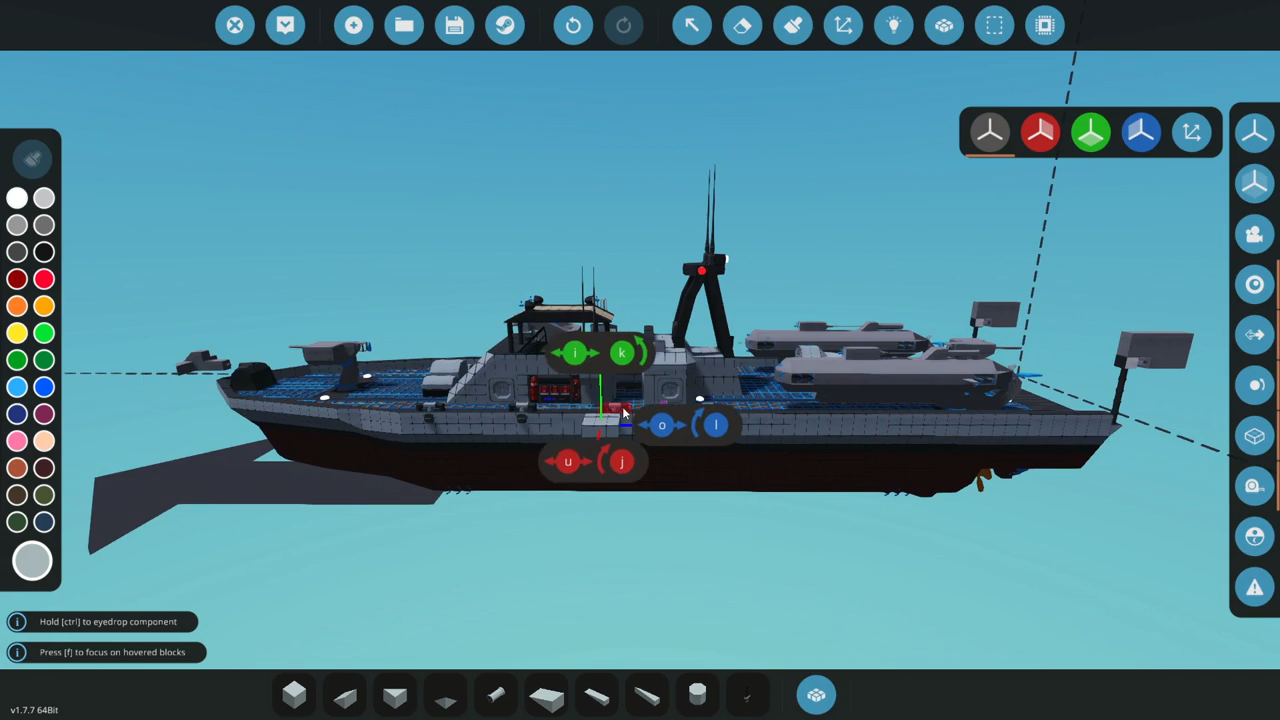 i k
o l
u j
Hold [ctrl] to eyedrop component
Press [f] to focus on hovered blocks
v1.7.7 64Bit